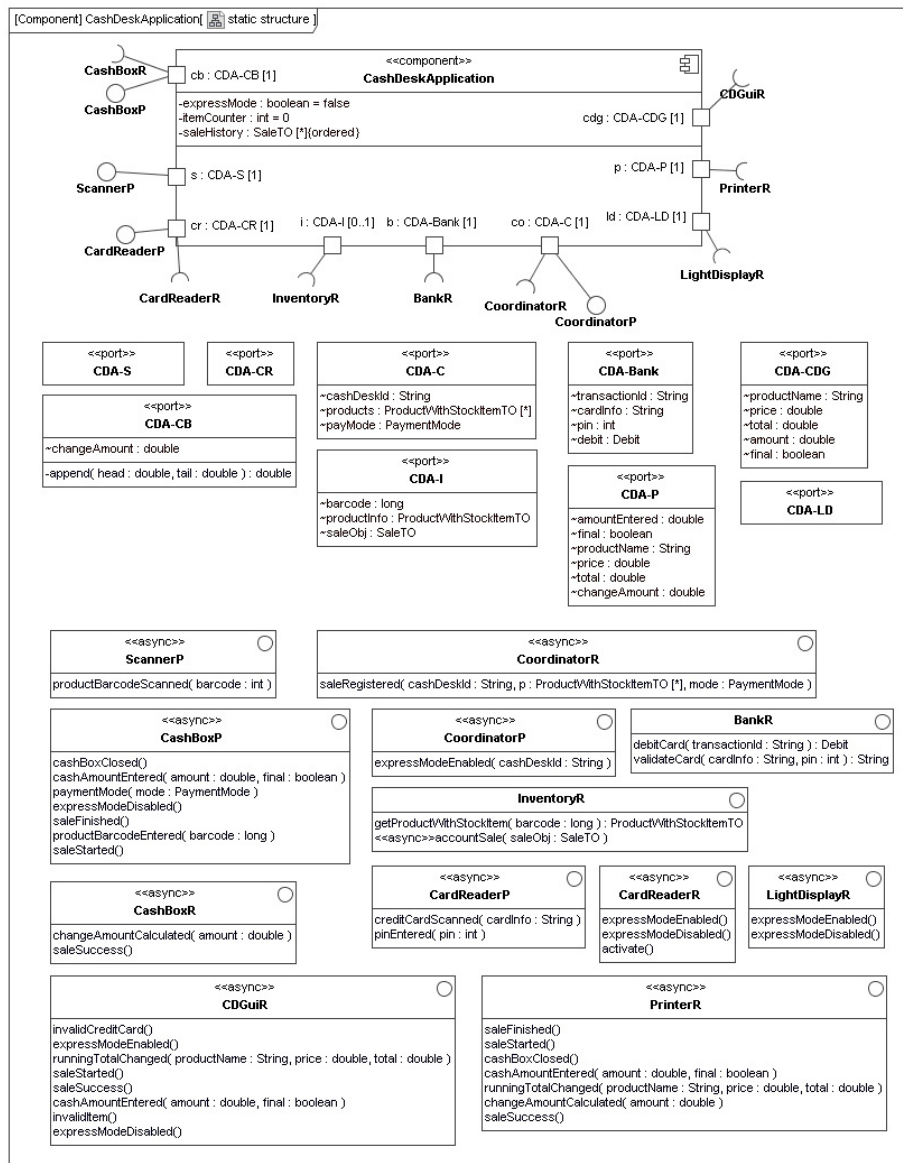 [Component] CashDeskApplication[ static structure ]
<<component>>
CashDeskApplication
-expressMode : boolean = false
-itemCounter : int = 0
-saleHistory : SaleTO [*]{ordered}
CashBoxR
cb : CDA-CB [1]
CashBoxP
CDGuiR
cdg : CDA-CDG [1]
s : CDA-S [1]
ScannerP
p : CDA-P [1]
PrinterR
cr : CDA-CR [1]
i : CDA-I [0..1]
b : CDA-Bank [1]
co : CDA-C [1]
ld : CDA-LD [1]
CardReaderP
LightDisplayR
CardReaderR
InventoryR
BankR
CoordinatorR
CoordinatorP
<<port>>
CDA-S
<<port>>
CDA-CR
<<port>>
CDA-CB
~changeAmount : double
-append( head : double, tail : double ) : double
<<port>>
CDA-C
~cashDeskId : String
~products : ProductWithStockItemTO [*]
~payMode : PaymentMode
<<port>>
CDA-I
~barcode : long
~productInfo : ProductWithStockItemTO
~saleObj : SaleTO
<<port>>
CDA-Bank
~transactionId : String
~cardInfo : String
~pin : int
~debit : Debit
<<port>>
CDA-P
~amountEntered : double
~final : boolean
~productName : String
~price : double
~total : double
~changeAmount : double
<<port>>
CDA-CDG
~productName : String
~price : double
~total : double
~amount : double
~final : boolean
<<port>>
CDA-LD
<<async>>
ScannerP
productBarcodeScanned( barcode : int )
<<async>>
CoordinatorR
saleRegistered( cashDeskId : String, p : ProductWithStockItemTO [*], mode : PaymentMode )
<<async>>
CashBoxP
cashBoxClosed()
cashAmountEntered( amount : double, final : boolean )
paymentMode( mode : PaymentMode )
expressModeDisabled()
saleFinished()
productBarcodeEntered( barcode : long )
saleStarted()
<<async>>
CoordinatorP
expressModeEnabled( cashDeskId : String )
BankR
debitCard( transactionId : String ) : Debit
validateCard( cardInfo : String, pin : int ) : String
InventoryR
getProductWithStockItem( barcode : long ) : ProductWithStockItemTO
<<async>>accountSale( saleObj : SaleTO )
<<async>>
CashBoxR
changeAmountCalculated( amount : double )
saleSuccess()
<<async>>
CardReaderP
creditCardScanned( cardInfo : String )
pinEntered( pin : int )
<<async>>
CardReaderR
expressModeEnabled()
expressModeDisabled()
activate()
<<async>>
LightDisplayR
expressModeEnabled()
expressModeDisabled()
<<async>>
CDGuiR
invalidCreditCard()
expressModeEnabled()
runningTotalChanged( productName : String, price : double, total : double )
saleStarted()
saleSuccess()
cashAmountEntered( amount : double, final : boolean )
invalidItem()
expressModeDisabled()
<<async>>
PrinterR
saleFinished()
saleStarted()
cashBoxClosed()
cashAmountEntered( amount : double, final : boolean )
runningTotalChanged( productName : String, price : double, total : double )
changeAmountCalculated( amount : double )
saleSuccess()